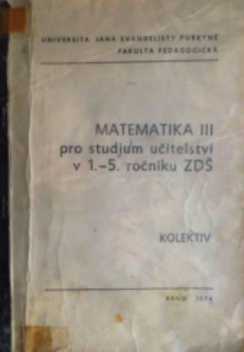 UNIVERSITA JANA EVANGELISTY PURKYNĚ
FAKULTA PEDAGOGICKÁ
MATEMATIKA III
pro studium učitelství
v 1.–5. ročníku ZDŠ
KOLEKTIV
BRNO